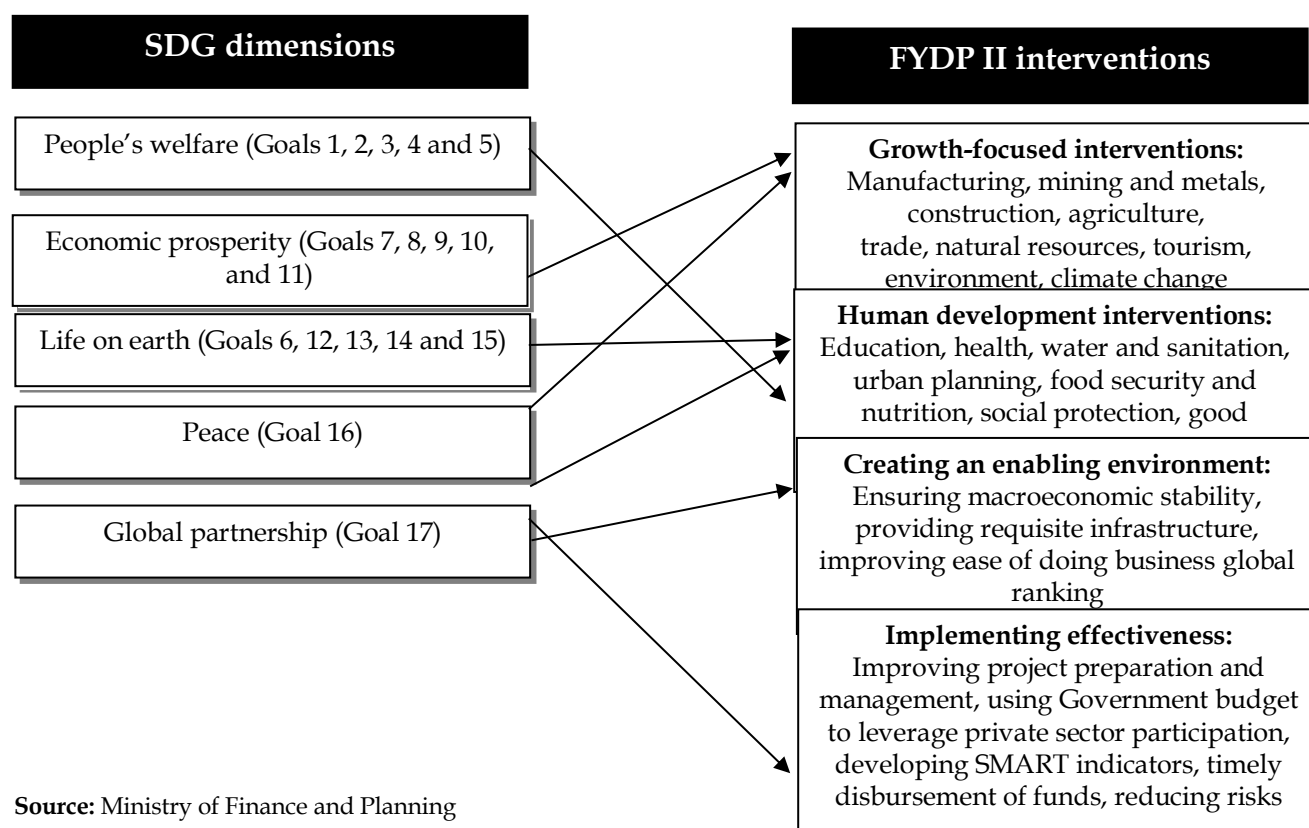 SDG dimensions
People's welfare (Goals 1, 2, 3, 4 and 5)
Economic prosperity (Goals 7, 8, 9, 10,
and 11)
Life on earth (Goals 6, 12, 13, 14 and 15)
Peace (Goal 16)
Global partnership (Goal 17)
FYDP II interventions
Growth-focused interventions:
Manufacturing, mining and metals,
construction, agriculture,
trade, natural resources, tourism,
environment, climate change
Human development interventions:
Education, health, water and sanitation,
urban planning, food security and
nutrition, social protection, good
Creating an enabling environment:
Ensuring macroeconomic stability,
providing requisite infrastructure,
improving ease of doing business global
ranking
Implementing effectiveness:
Improving project preparation and
management, using Government budget
to leverage private sector participation,
developing SMART indicators, timely
disbursement of funds, reducing risks
Source: Ministry of Finance and Planning